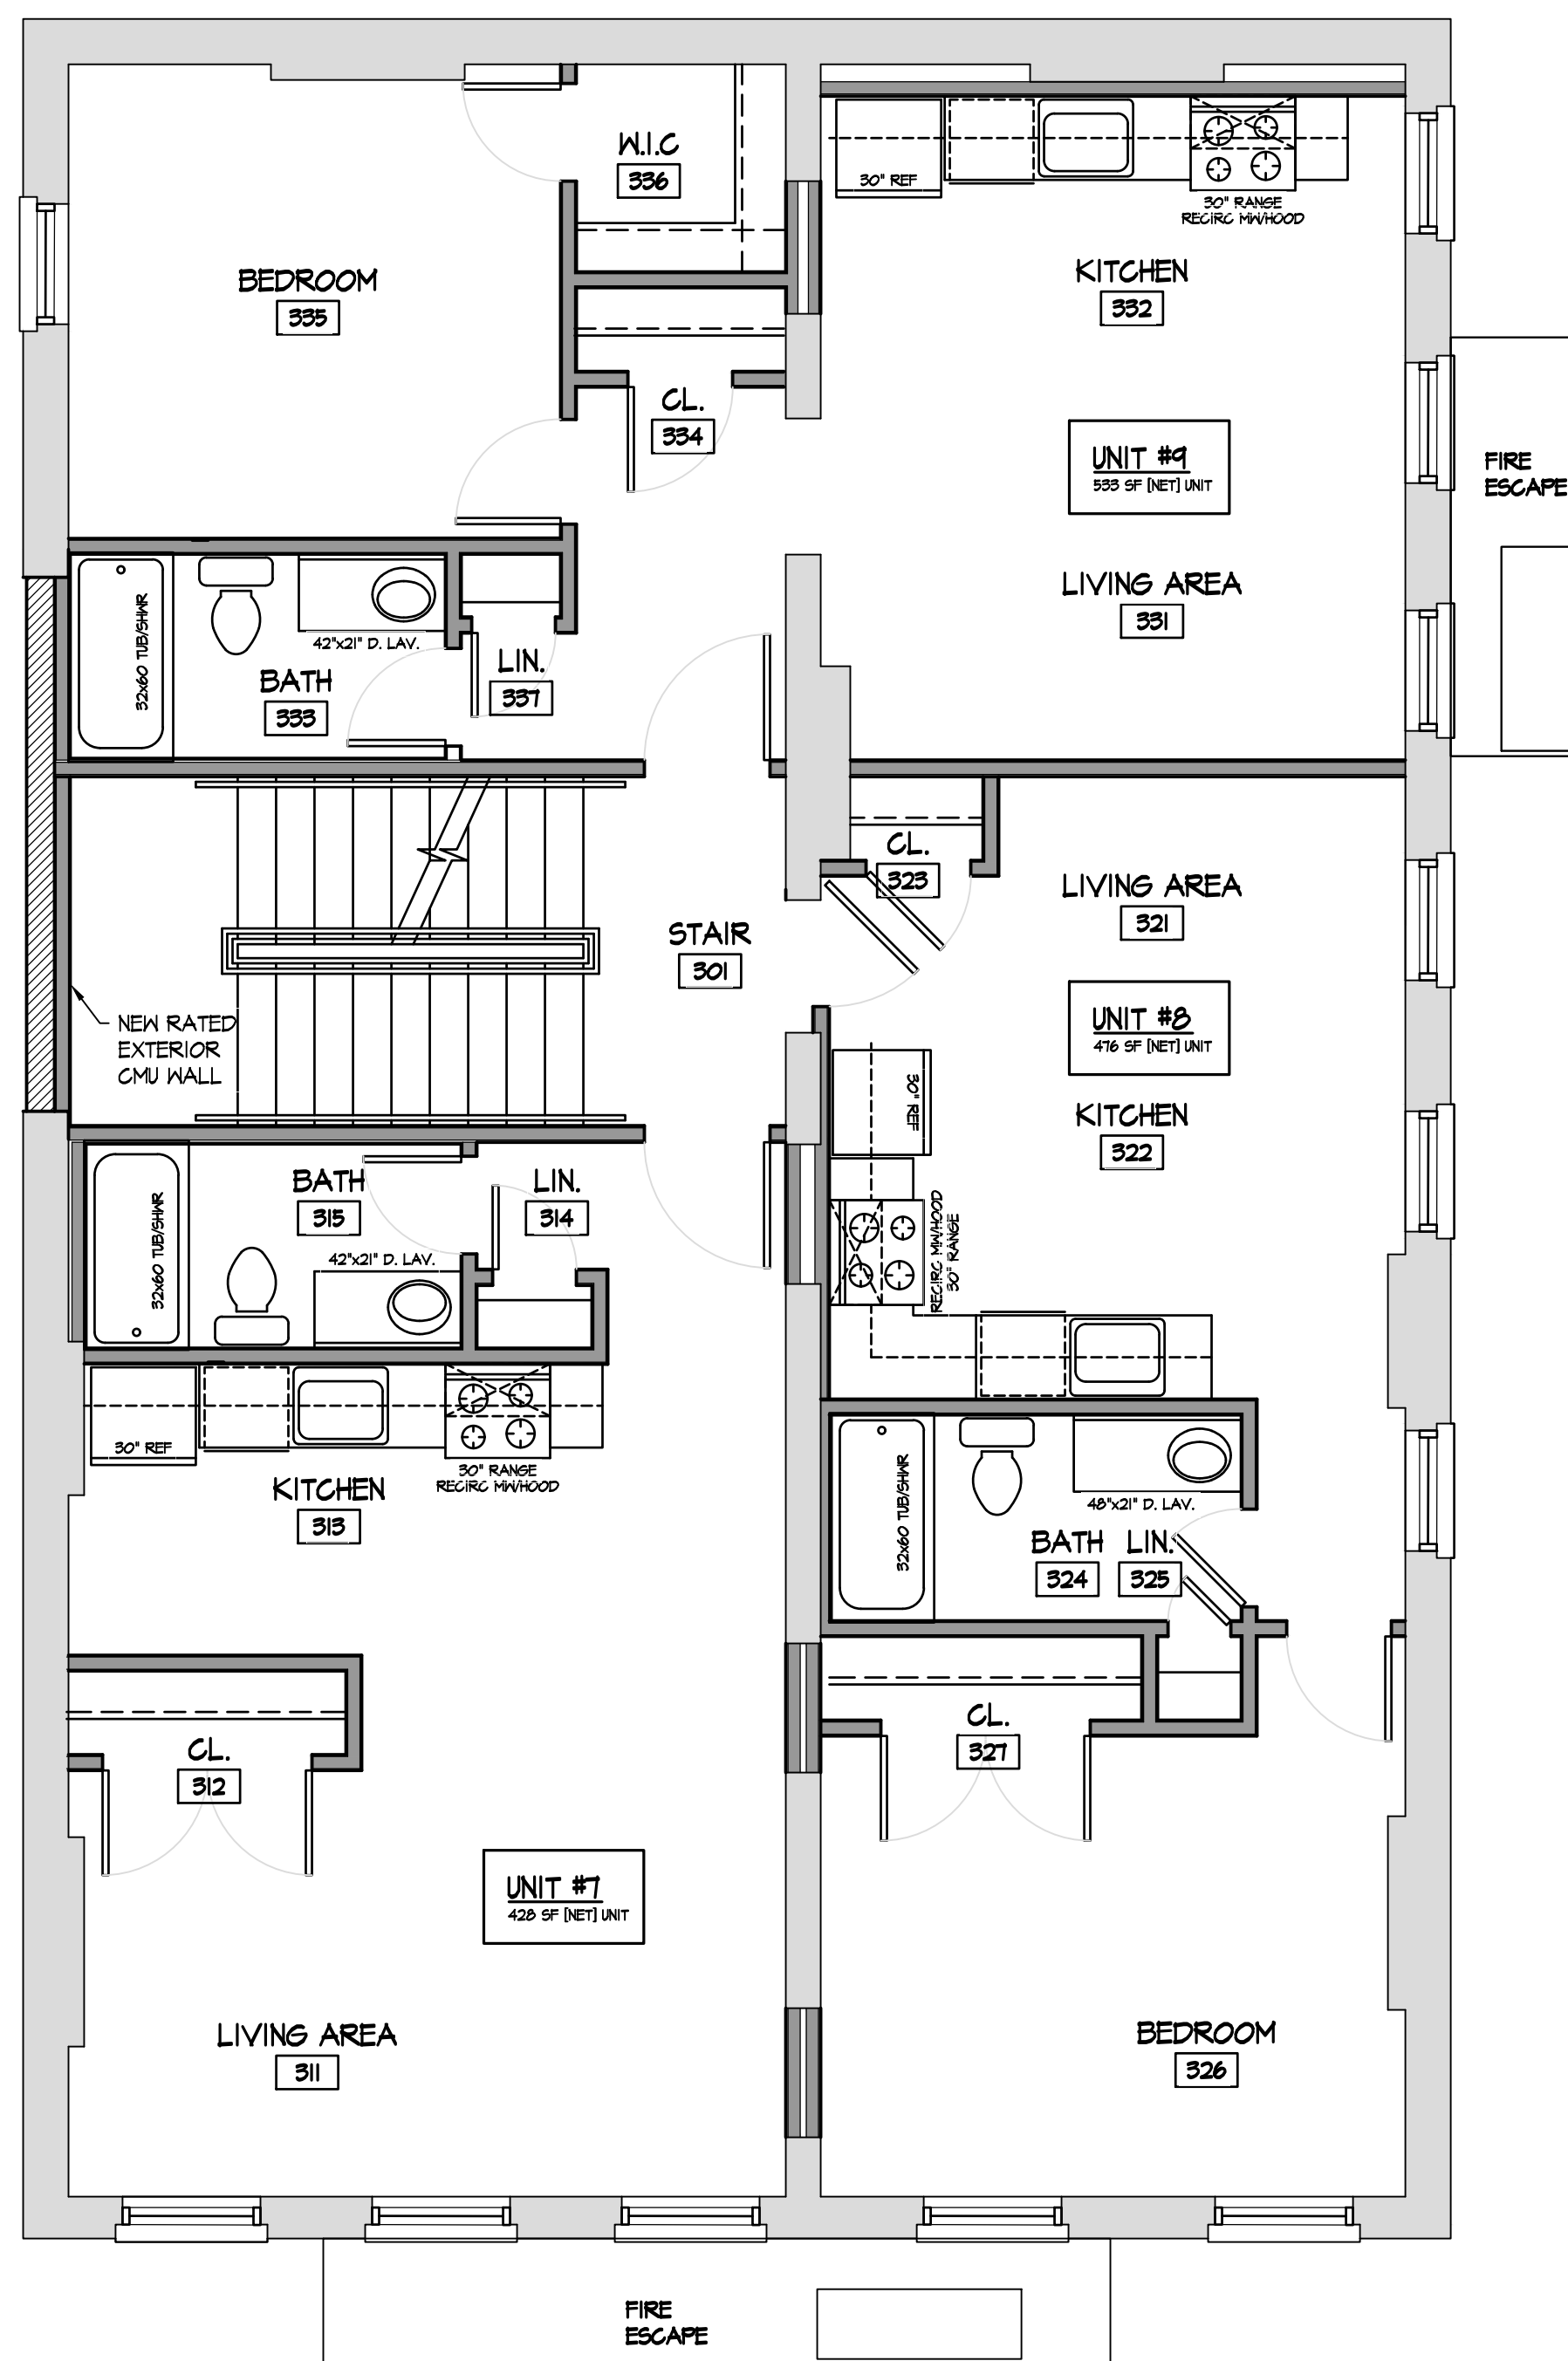 W.I.C
336
30" REF
30" RANGE
RECIRC MW/HOOD
BEDROOM
335
KITCHEN
332
CL.
334
UNIT #9
533 SF [NET] UNIT
FIRE
ESCAPE
32x60 TUB/SHWR
42"x21" D. LAV.
BATH
333
LIN.
337
LIVING AREA
331
CL.
323
LIVING AREA
321
STAIR
301
NEW RATED
EXTERIOR
CMU WALL
UNIT #8
476 SF [NET] UNIT
30" REF
KITCHEN
322
RECIRC MW/HOOD
30" RANGE
32x60 TUB/SHWR
BATH
315
LIN.
314
42"x21" D. LAV.
30" REF
30" RANGE
RECIRC MW/HOOD
KITCHEN
313
32x60 TUB/SHWR
48"x21" D. LAV.
BATH
324
LIN.
325
CL.
312
CL.
327
UNIT #7
428 SF [NET] UNIT
LIVING AREA
311
BEDROOM
326
FIRE
ESCAPE